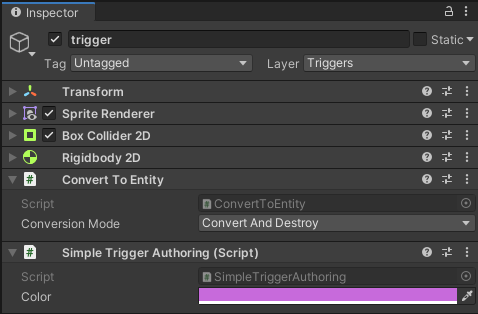 Inspector
trigger
Static
Tag Untagged Layer Triggers
Transform
Sprite Renderer
Box Collider 2D
Rigidbody 2D
Convert To Entity
Script # ConvertToEntity
Conversion Mode Convert And Destroy
# Simple Trigger Authoring (Script)
Script # SimpleTriggerAuthoring
Color